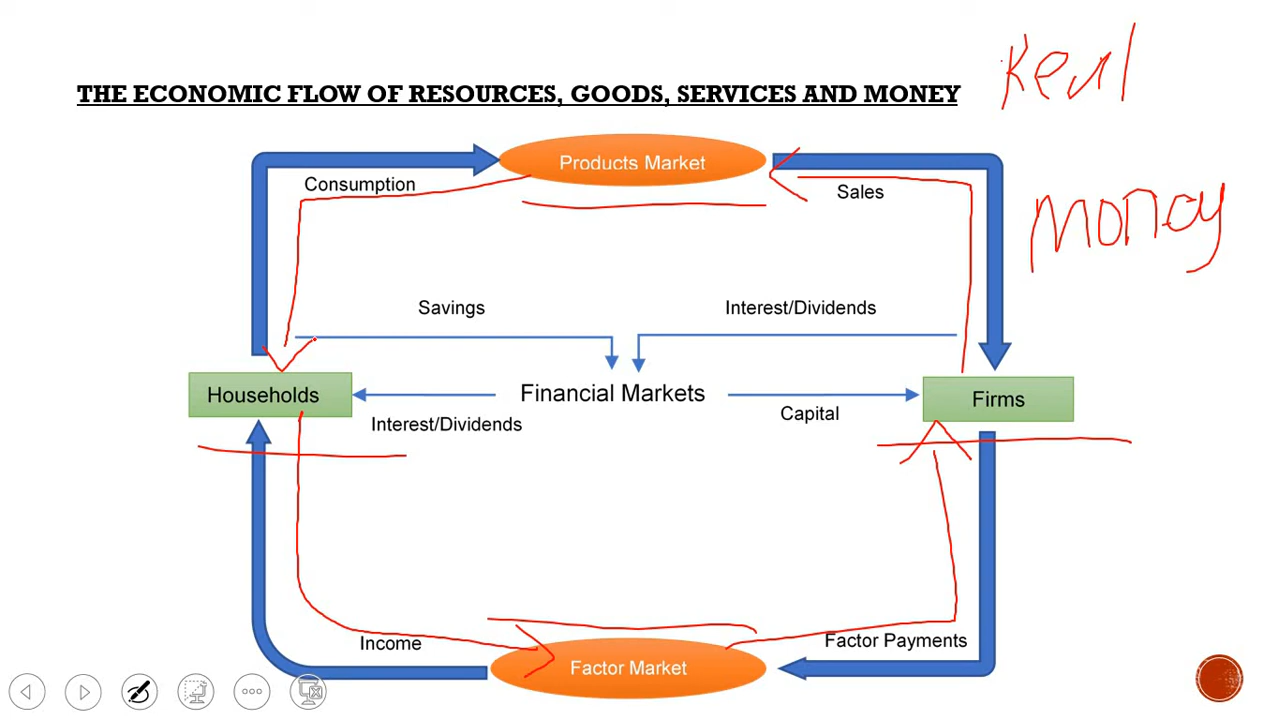 Real
THE ECONOMIC FLOW OF RESOURCES, GOODS, SERVICES AND MONEY
Products Market
Consumption
Sales
Money
Savings
Interest/Dividends
Households
Financial Markets
Firms
Interest/Dividends
Capital
Income
Factor Payments
Factor Market